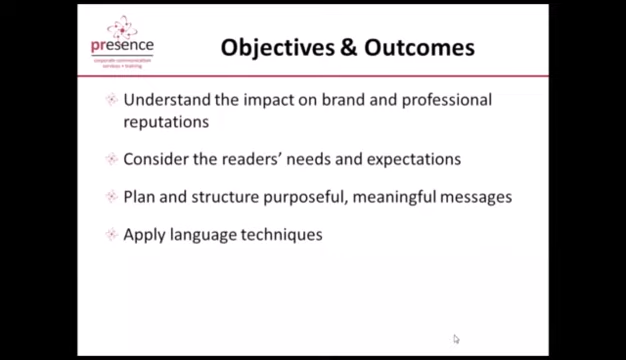 presence
corporate communication
services + training
Objectives & Outcomes
Understand the impact on brand and professional
reputations
Consider the readers' needs and expectations
Plan and structure purposeful, meaningful messages
Apply language techniques